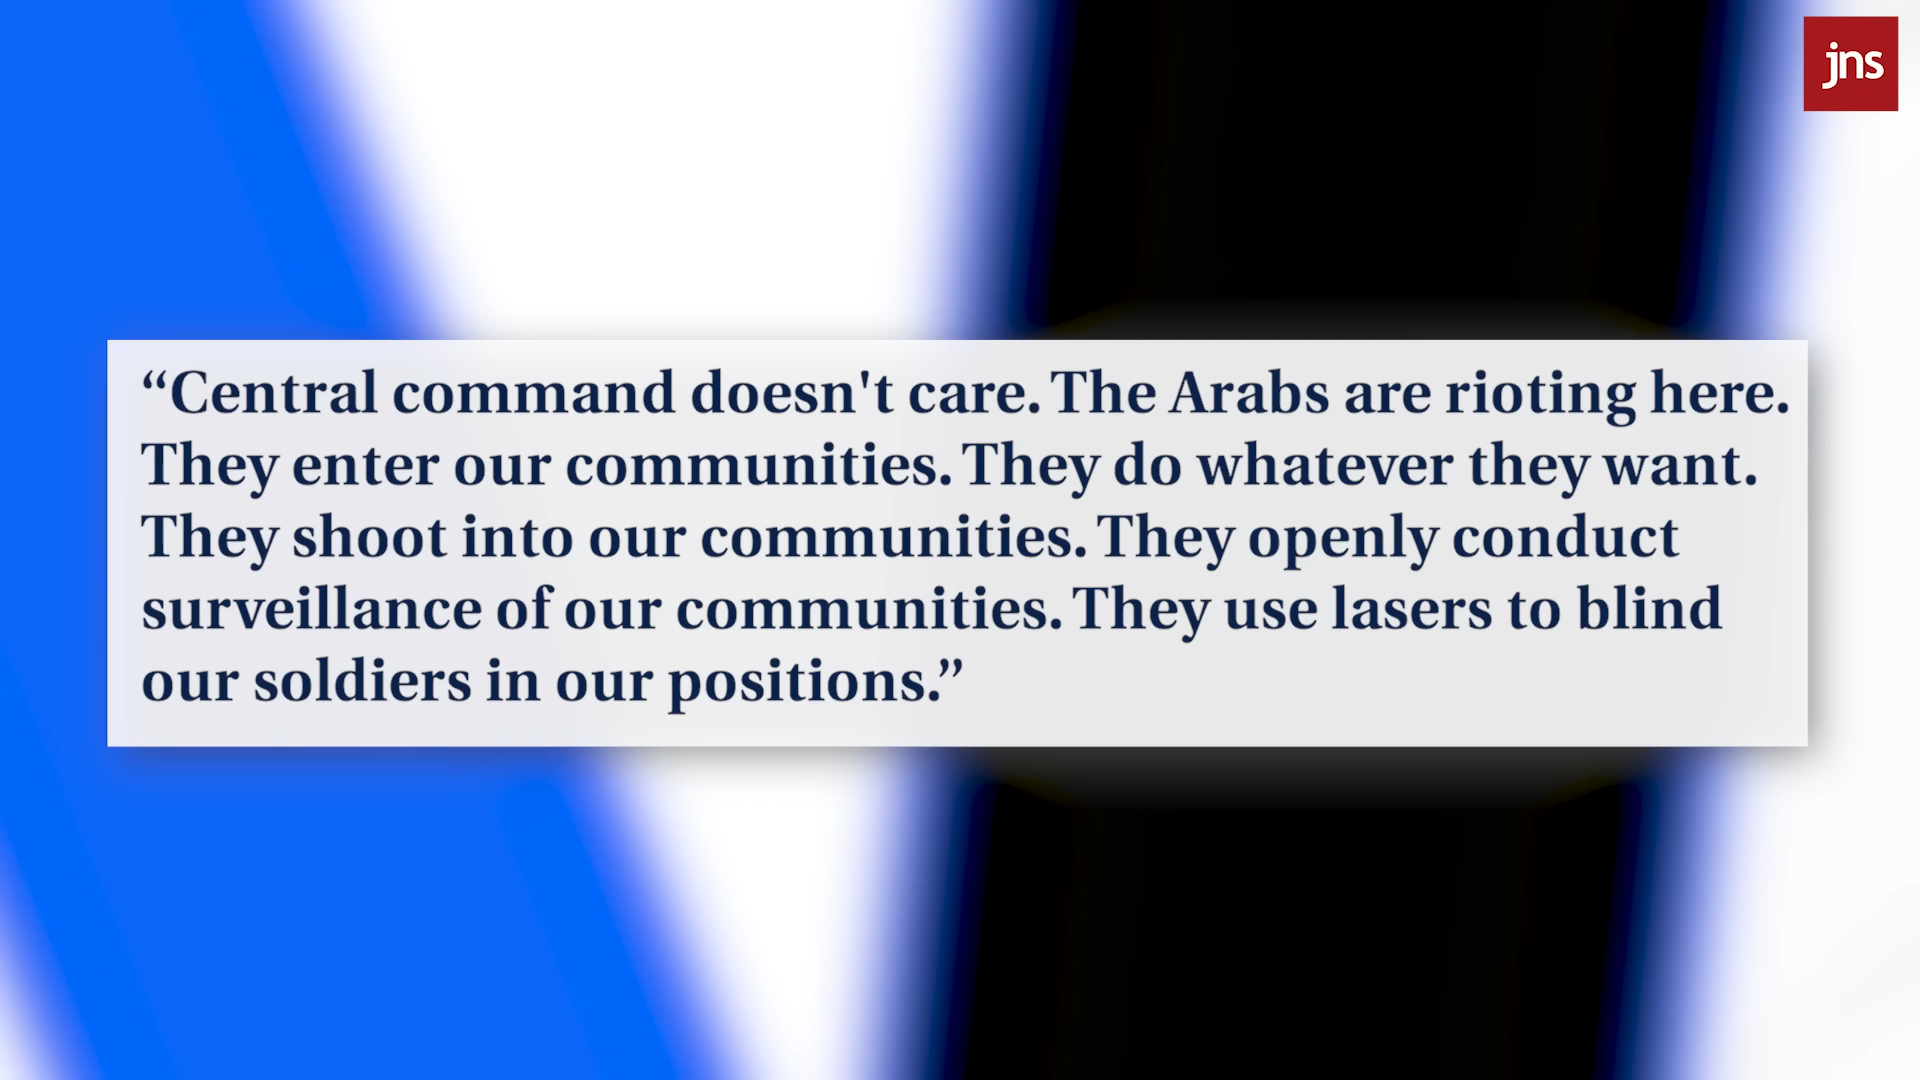 jns
“Central command doesn't care. The Arabs are rioting here.
They enter our communities. They do whatever they want.
They shoot into our communities. They openly conduct
surveillance of our communities. They use lasers to blind
our soldiers in our positions.”